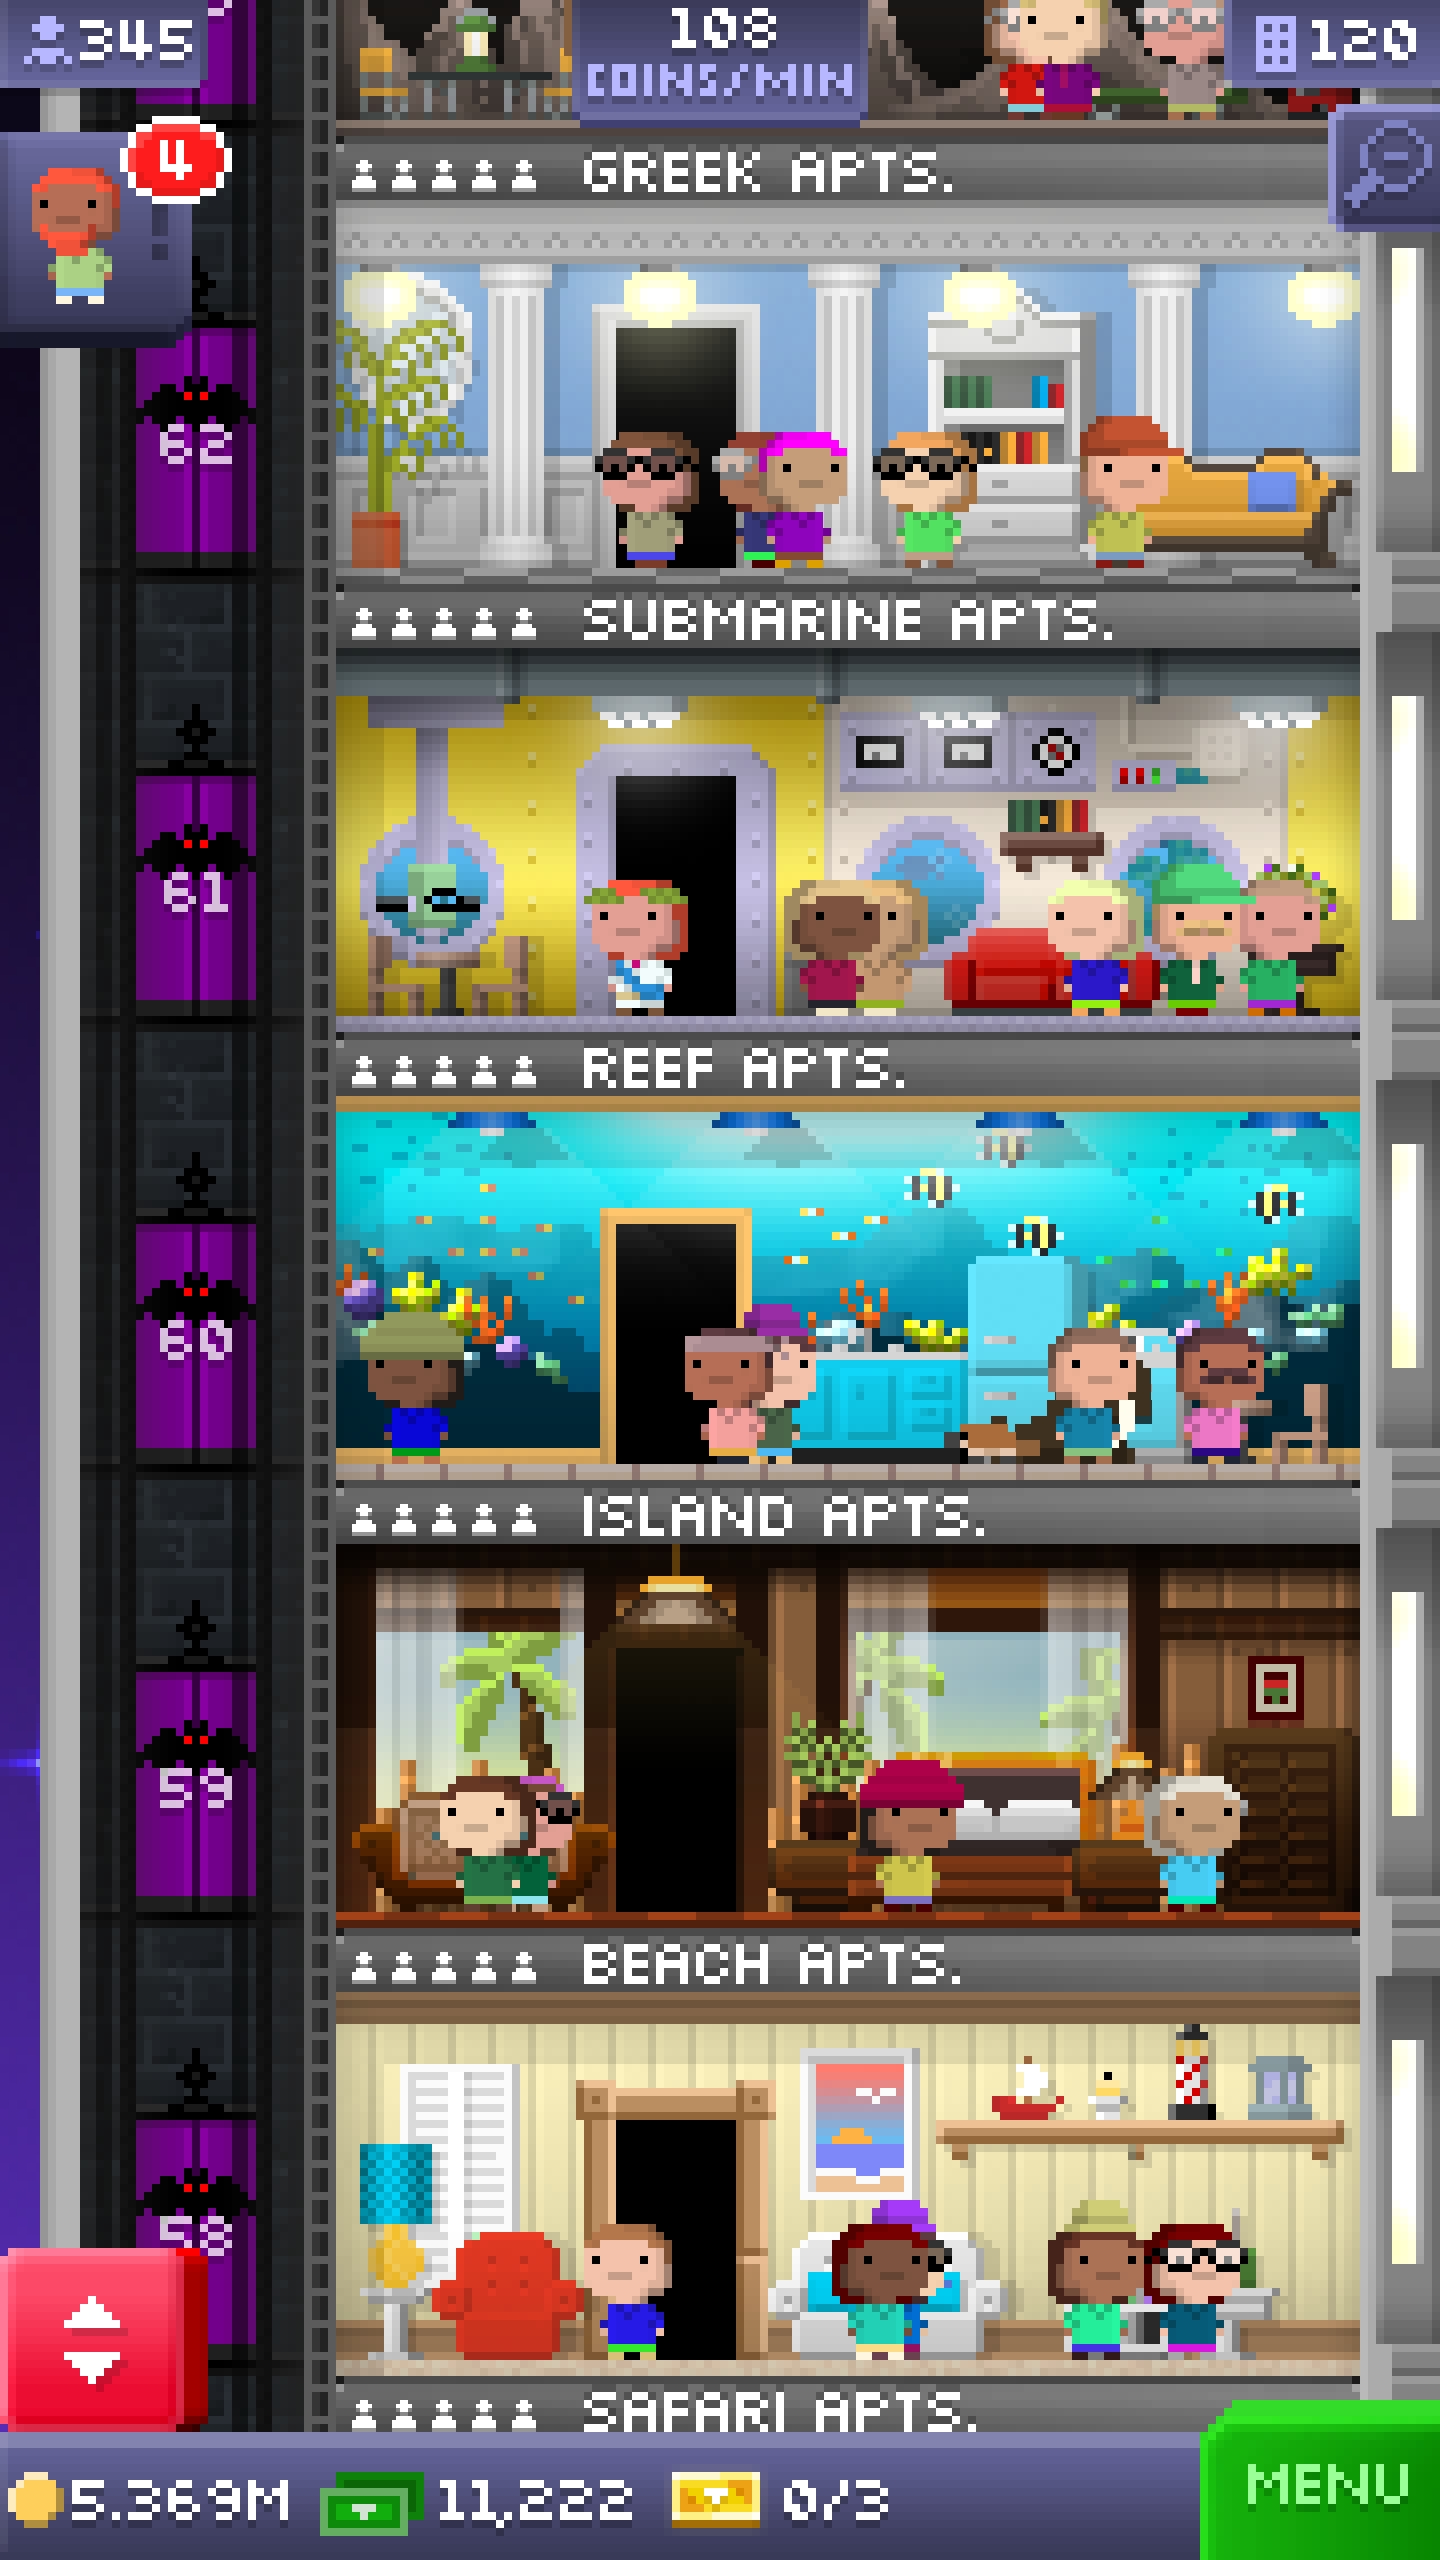 345
108
COINS/MIN
120
4
GREEK APTS.
62
SUBMARINE APTS.
61
REEF APTS.
60
ISLAND APTS.
59
BEACH APTS.
58
SAFARI APTS.
5.369M
11,222
0/3
MENU